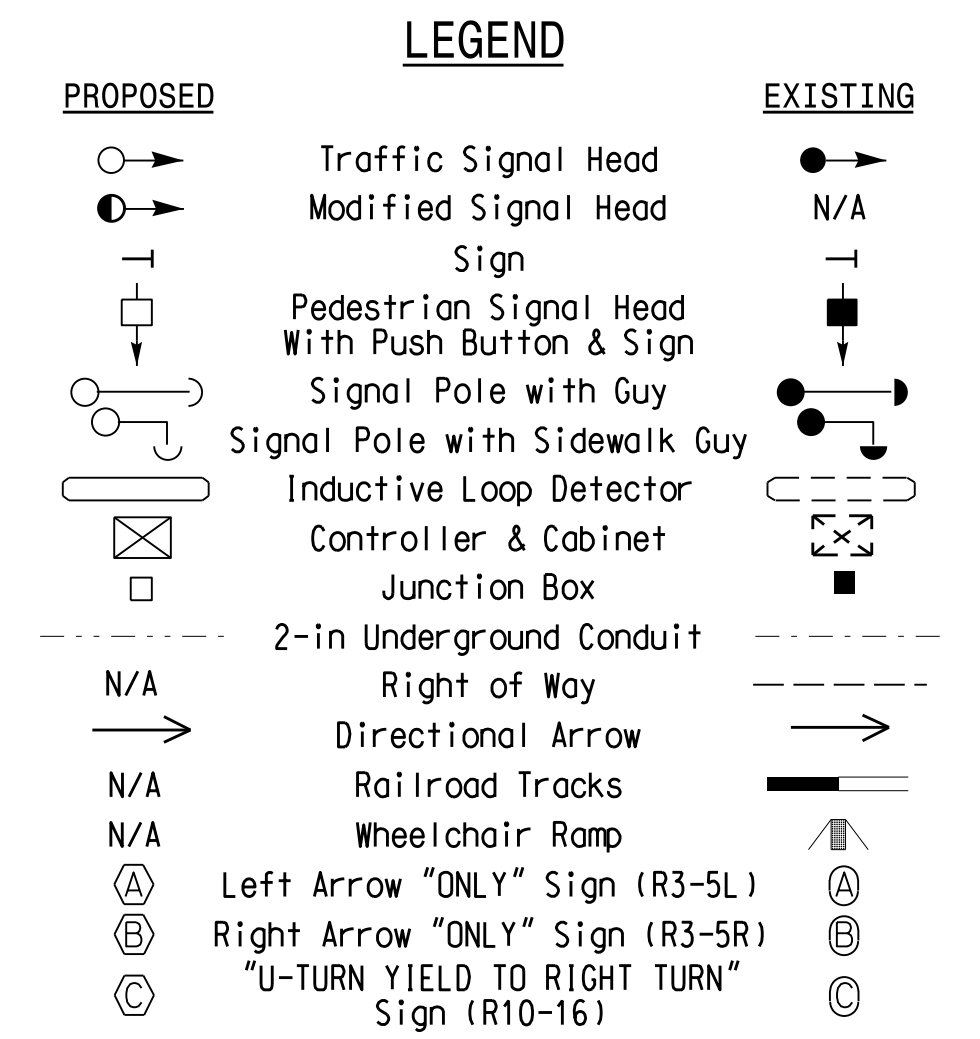 LEGEND
PROPOSED EXISTING
Traffic Signal Head
Modified Signal Head N/A
Sign
Pedestrian Signal Head
With Push Button & Sign
Signal Pole with Guy
Signal Pole with Sidewalk Guy
Inductive Loop Detector
Controller & Cabinet
Junction Box
2-in Underground Conduit
N/A Right of Way
Directional Arrow
N/A Railroad Tracks
N/A Wheelchair Ramp
A Left Arrow "ONLY" Sign (R3-5L) A
B Right Arrow "ONLY" Sign (R3-5R) B
"U-TURN YIELD TO RIGHT TURN"
C Sign (R10-16) C